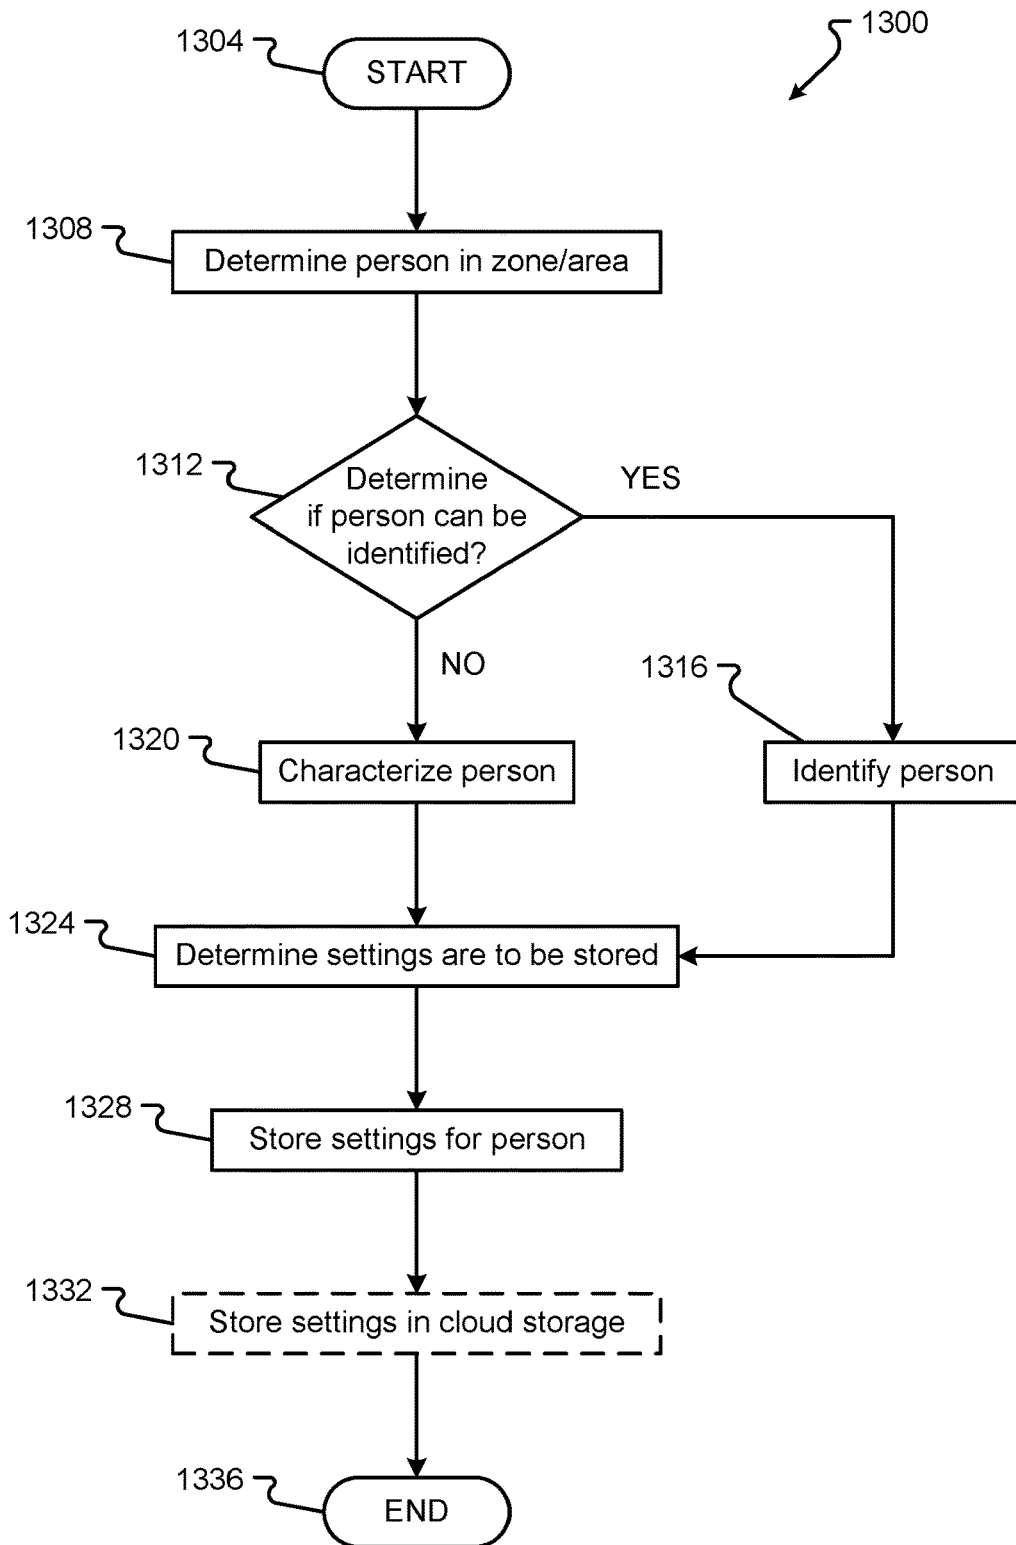 1300
1304
START
1308
Determine person in zone/area
1312
Determine
if person can be
identified?
YES
NO
1316
1320
Characterize person
Identify person
1324
Determine settings are to be stored
1328
Store settings for person
1332
Store settings in cloud storage
1336
END